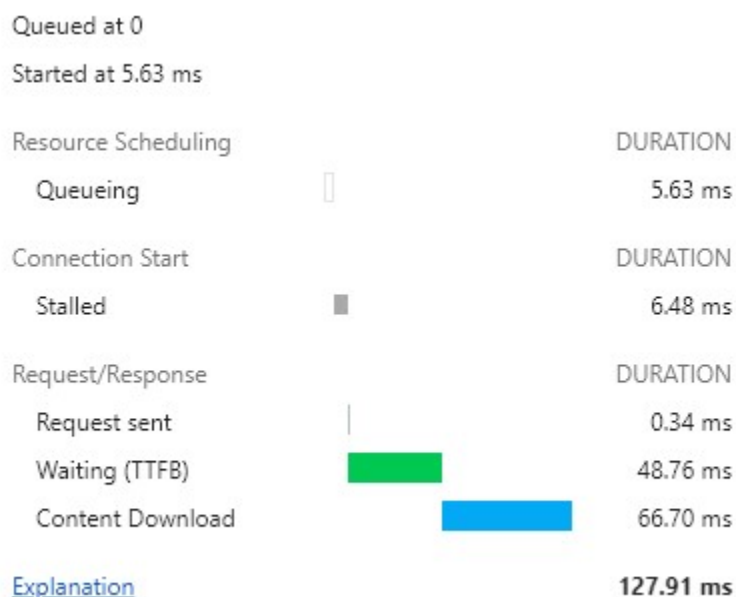 Queued at 0
Started at 5.63 ms
Resource Scheduling DURATION
Queueing 5.63 ms
Connection Start DURATION
Stalled 6.48 ms
Request/Response DURATION
Request sent 0.34 ms
Waiting (TTFB) 48.76 ms
Content Download 66.70 ms
Explanation 127.91 ms